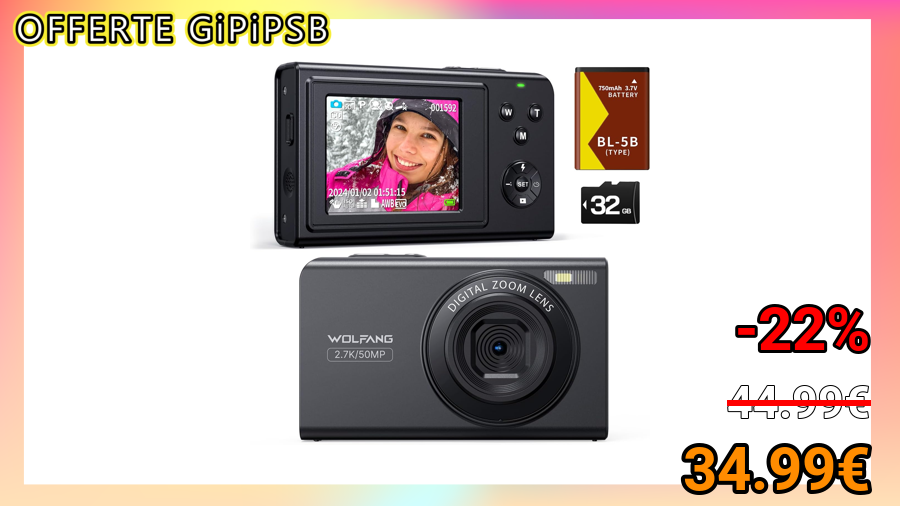 OFFERTE GiPiPSB
001592
2024/01/02 01:51:15
AWB EV0
W
T
M
SET
750mAh 3.7V
BATTERY
BL-5B
(TYPE)
32 GB
DIGITAL ZOOM LENS
WOLFANG
2.7K/50MP
-22%
44.99€
34.99€